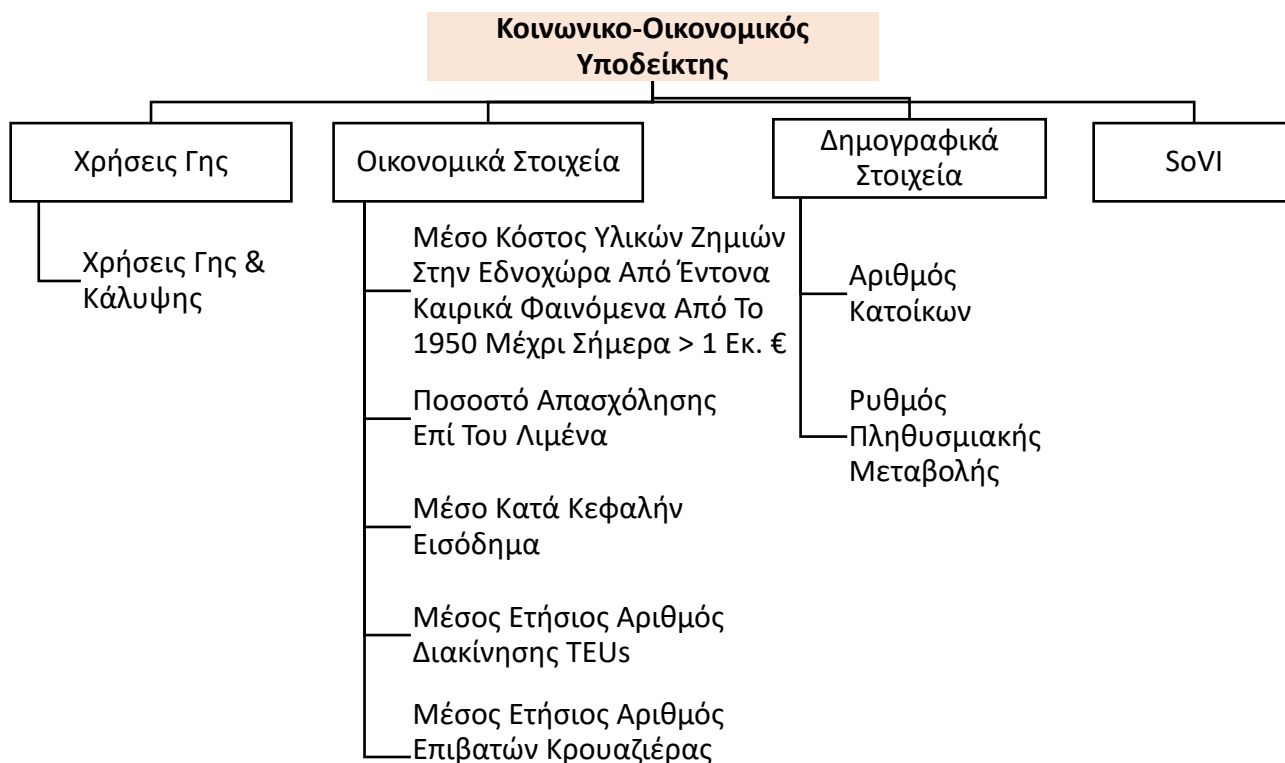 Κοινωνικο-Οικονομικός
Υποδείκτης
Χρήσεις Γης
Οικονομικά Στοιχεία
Δημογραφικά
Στοιχεία
SoVI
Χρήσεις Γης &
Κάλυψης
Μέσο Κόστος Υλικών Ζημιών
Στην Εδνοχώρα Από Έντονα
Καιρικά Φαινόμενα Από Το
1950 Μέχρι Σήμερα > 1 Εκ. €
Ποσοστό Απασχόλησης
Επί Του Λιμένα
Μέσο Κατά Κεφαλήν
Εισόδημα
Μέσος Ετήσιος Αριθμός
Διακίνησης TEUs
Μέσος Ετήσιος Αριθμός
Επιβατών Κρουαζιέρας
Αριθμός
Κατοίκων
Ρυθμός
Πληθυσμιακής
Μεταβολής